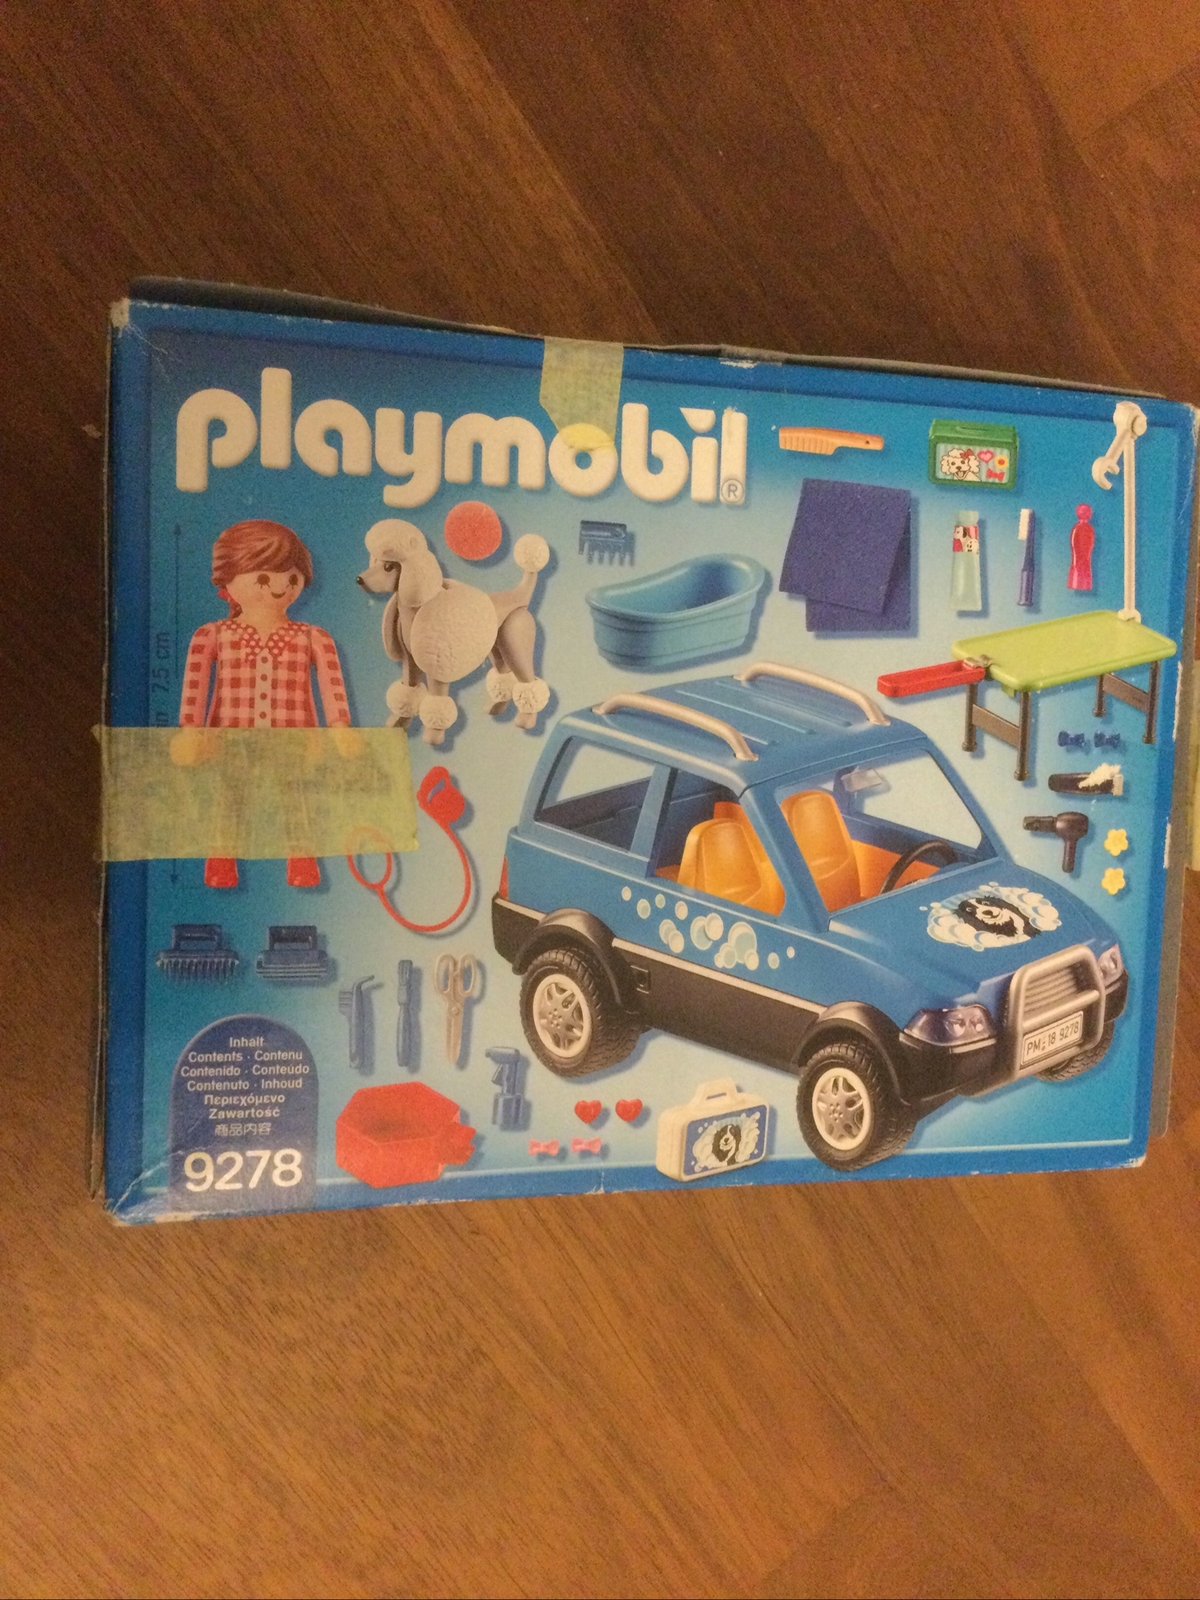 playmobil®
in 7,5 cm
Inhalt
Contents · Contenu
Contenido · Conteúdo
Contenuto · Inhoud
Περιεχόμενο
Zawartość
商品内容
9278
PM-18 9278